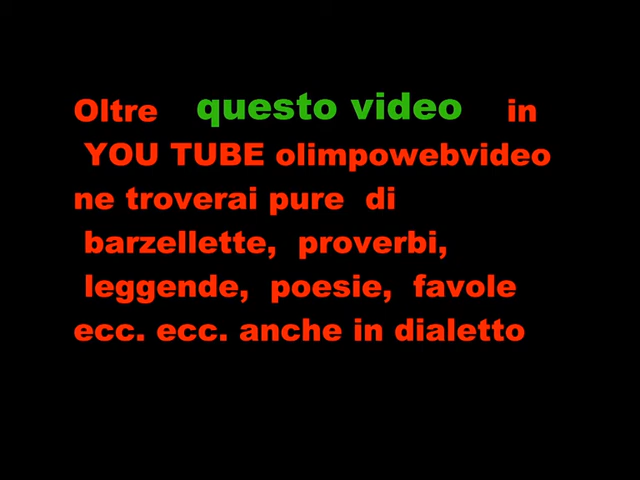 Oltre questo video in
YOU TUBE olimpowebvideo
ne troverai pure di
barzellette, proverbi,
leggende, poesie, favole
ecc. ecc. anche in dialetto